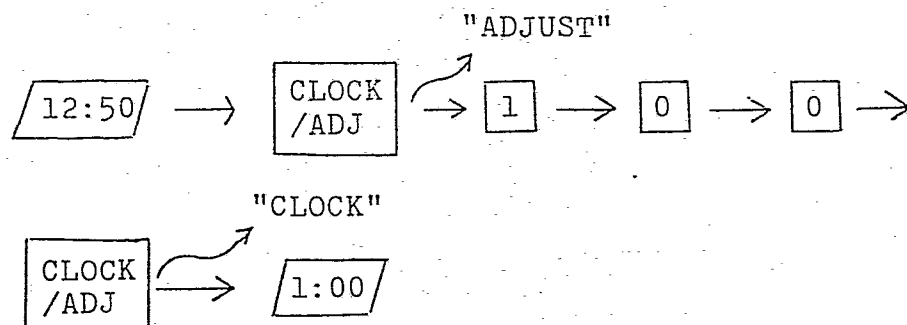 "ADJUST"
12:50 CLOCK /ADJ 1 0 0
"CLOCK"
CLOCK /ADJ 1:00